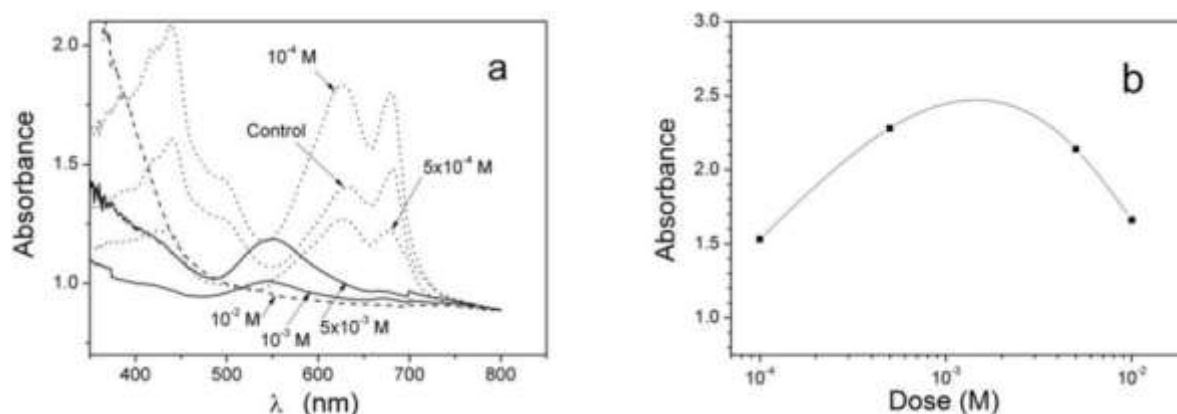 a
2.0
1.5
1.0
Absorbance
10⁻⁴ M
Control
5x10⁻⁴ M
10⁻² M
10⁻³ M
5x10⁻³ M
400 500 600 700 800
λ (nm)
b
3.0
2.5
2.0
1.5
1.0
Absorbance
10⁻⁴ 10⁻³ 10⁻²
Dose (M)